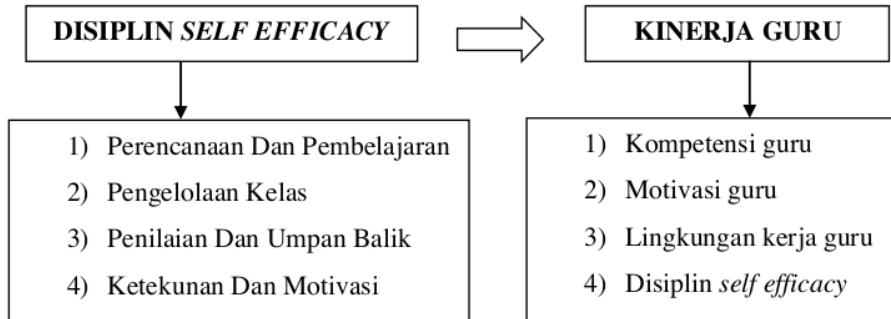 DISIPLIN SELF EFFICACY
1) Perencanaan Dan Pembelajaran
2) Pengelolaan Kelas
3) Penilaian Dan Umpan Balik
4) Ketekunan Dan Motivasi
KINERJA GURU
1) Kompetensi guru
2) Motivasi guru
3) Lingkungan kerja guru
4) Disiplin self efficacy